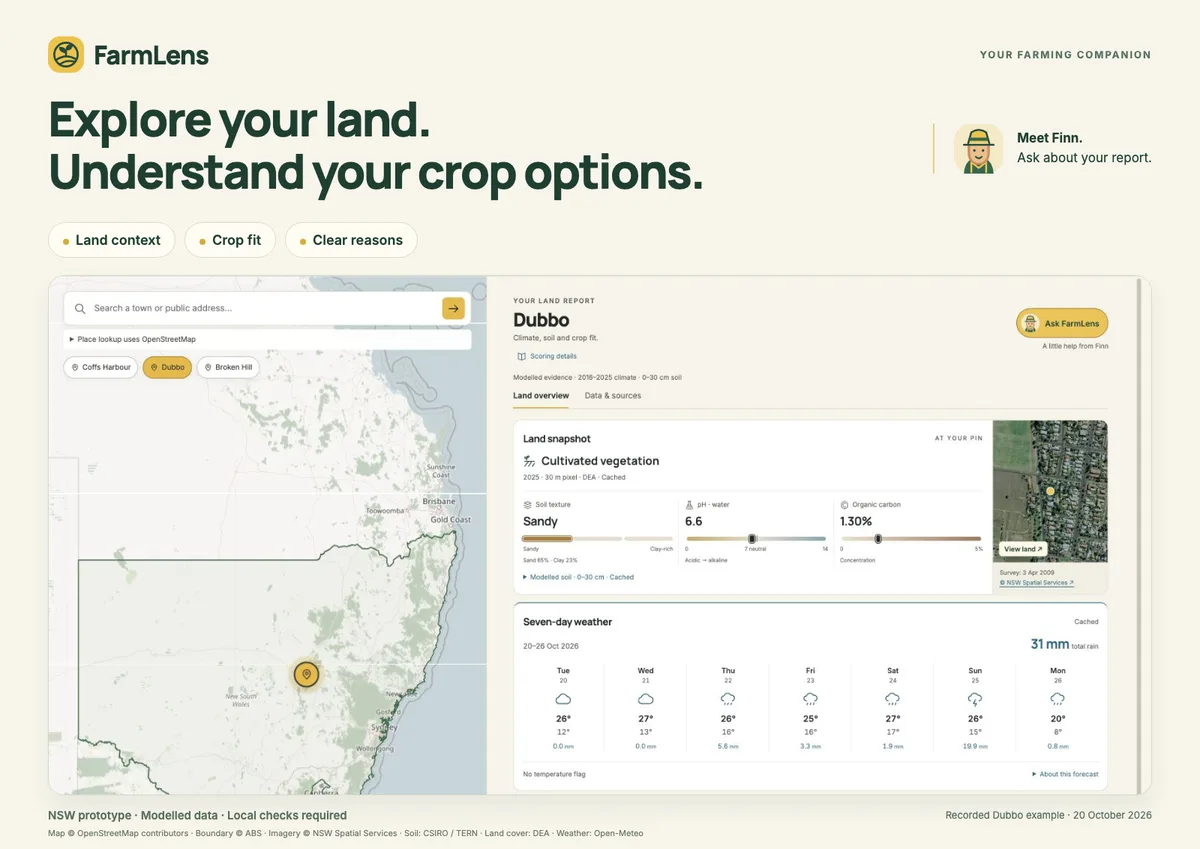 FarmLens
YOUR FARMING COMPANION
Explore your land.
Understand your crop options.
Meet Finn.
Ask about your report.
Land context
Crop fit
Clear reasons
Search a town or public address...
Place lookup uses OpenStreetMap
Coffs Harbour
Dubbo
Broken Hill
Sunshine
Coast
Brisbane
Toowoomba
Gold Coast
New South
Wales
Sydney
Wollongong
Canberra
YOUR LAND REPORT
Dubbo
Climate, soil and crop fit.
Scoring details
Ask FarmLens
A little help from Finn
Modelled evidence · 2016–2025 climate · 0–30 cm soil
Land overview
Data & sources
Land snapshot
AT YOUR PIN
Cultivated vegetation
2025 · 30 m pixel · DEA · Cached
Soil texture
Sandy
Sandy
Clay-rich
Sand 65% · Clay 23%
pH · water
6.6
0
7 neutral
14
Acidic → alkaline
Organic carbon
1.30%
0
5%
Concentration
Modelled soil · 0–30 cm · Cached
View land ↗
Survey: 3 Apr 2009
© NSW Spatial Services ↗
Seven-day weather
Cached
20–26 Oct 2026
31 mm total rain
Tue
20
26°
12°
0.0 mm
Wed
21
27°
13°
0.0 mm
Thu
22
26°
16°
5.6 mm
Fri
23
25°
16°
3.3 mm
Sat
24
27°
17°
1.9 mm
Sun
25
26°
15°
19.9 mm
Mon
26
20°
8°
0.8 mm
No temperature flag
About this forecast
NSW prototype · Modelled data · Local checks required
Recorded Dubbo example · 20 October 2026
Map © OpenStreetMap contributors · Boundary © ABS · Imagery © NSW Spatial Services · Soil: CSIRO / TERN · Land cover: DEA · Weather: Open-Meteo